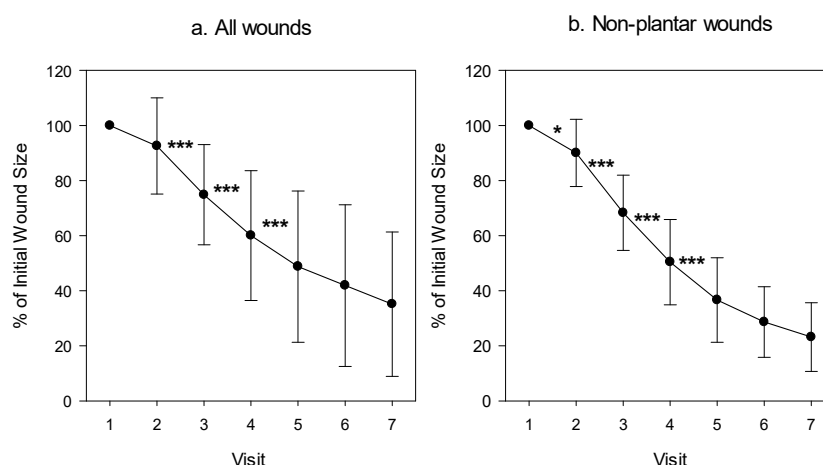 a. All wounds
% of Initial Wound Size
120
100
80
60
40
20
0
***
***
***
1 2 3 4 5 6 7
Visit
b. Non-plantar wounds
% of Initial Wound Size
120
100
80
60
40
20
0
*
***
***
***
1 2 3 4 5 6 7
Visit